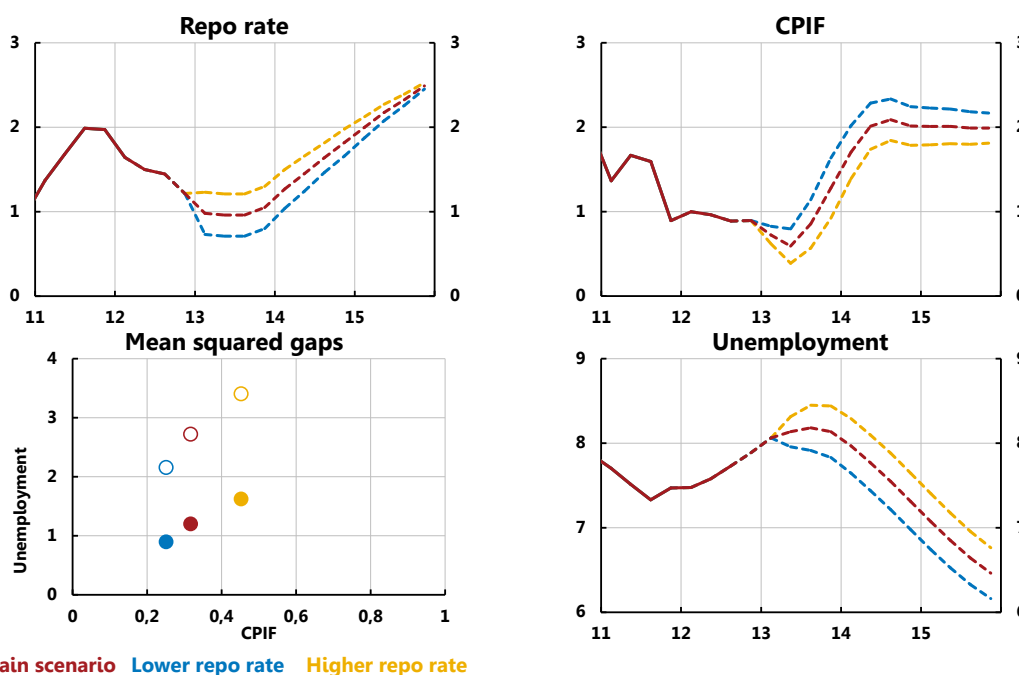 Repo rate
3 3
2 2
1 1
0 0
11 12 13 14 15
CPIF
3 3
2 2
1
0
11 12 13 14 15
Mean squared gaps
4
3
2
1
0
Unemployment
0 0,2 0,4 0,6 0,8 1
CPIF
Unemployment
9 9
8
7
6
11 12 13 14 15
ain scenario Lower repo rate Higher repo rate